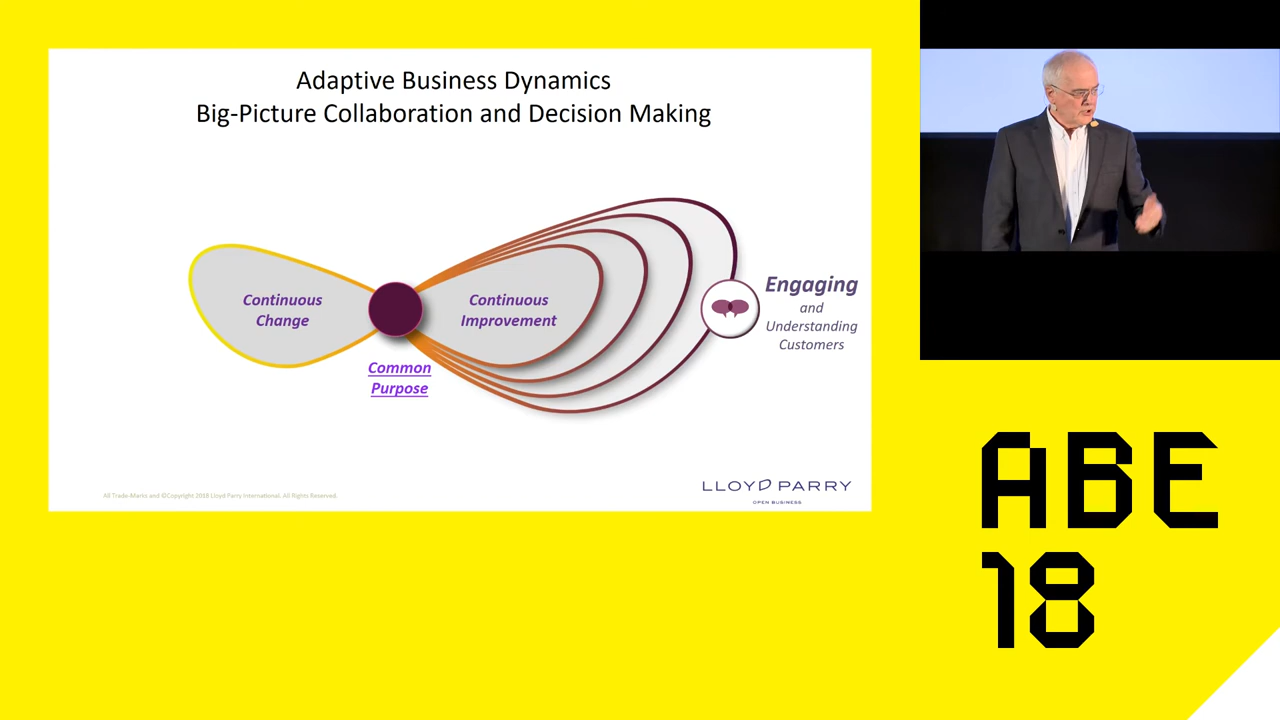 Adaptive Business Dynamics
Big-Picture Collaboration and Decision Making
Continuous
Change
Continuous
Improvement
Common
Purpose
Engaging
and
Understanding
Customers
All Trade-Marks and ©Copyright 2018 Lloyd Parry International. All Rights Reserved.
LLOYD PARRY
OPEN BUSINESS
ABE
18